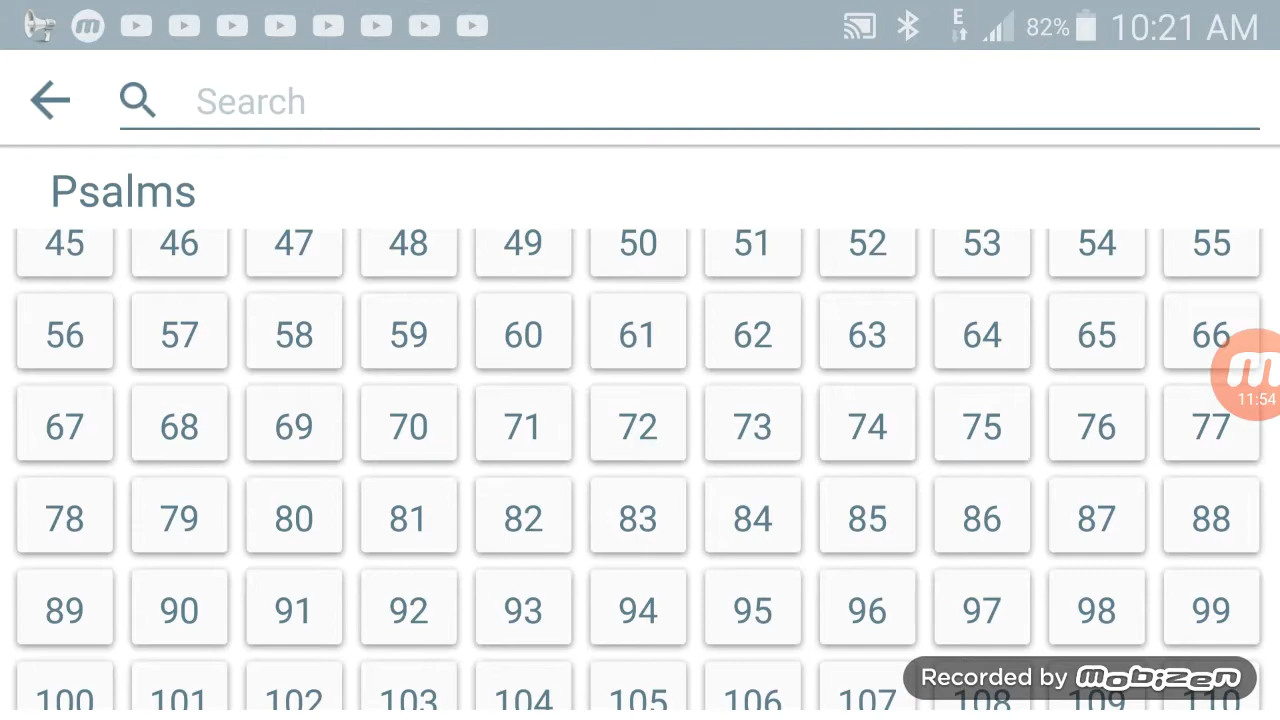 E 82% 10:21 AM
Search
Psalms
45 46 47 48 49 50 51 52 53 54 55
56 57 58 59 60 61 62 63 64 65 66
11:54
67 68 69 70 71 72 73 74 75 76 77
78 79 80 81 82 83 84 85 86 87 88
89 90 91 92 93 94 95 96 97 98 99
100 101 102 103 104 105 106 107 108 109 110
Recorded by mobizen